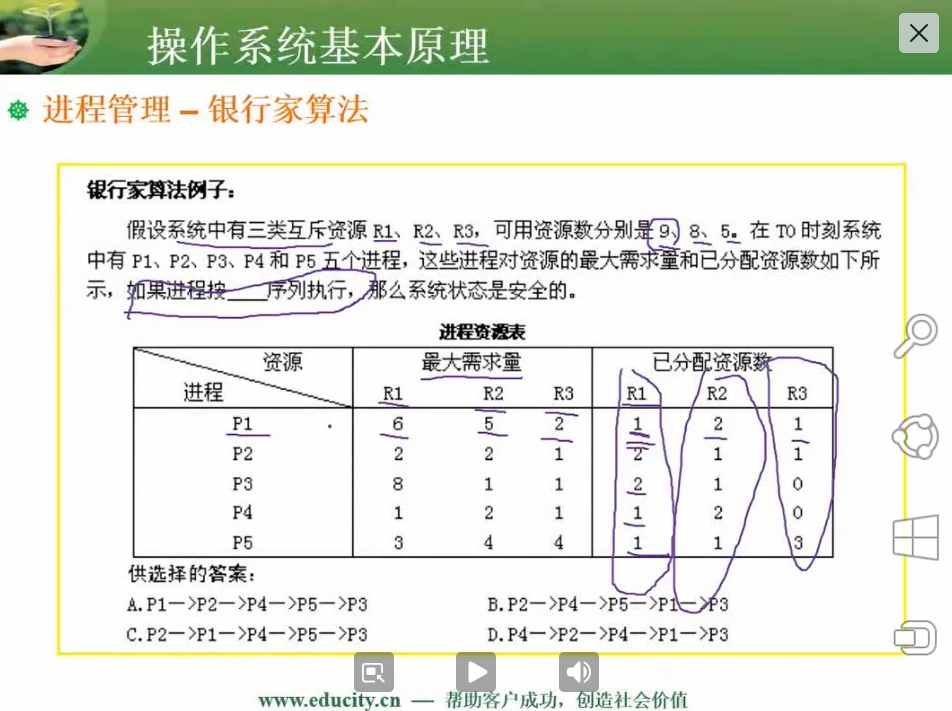 操作系统基本原理
进程管理 – 银行家算法
银行家算法例子：
假设系统中有三类互斥资源 R1、R2、R3，可用资源数分别是 9、8、5。在 T0 时刻系统
中有 P1、P2、P3、P4 和 P5 五个进程，这些进程对资源的最大需求量和已分配资源数如下所
示，如果进程按____序列执行，那么系统状态是安全的。
进程资源表
资源 最大需求量 已分配资源数
进程 R1 R2 R3 R1 R2 R3
P1 6 5 2 1 2 1
P2 2 2 1 2 1 1
P3 8 1 1 2 1 0
P4 1 2 1 1 2 0
P5 3 4 4 1 1 3
供选择的答案：
A.P1—>P2—>P4—>P5—>P3 B.P2—>P4—>P5—>P1—>P3
C.P2—>P1—>P4—>P5—>P3 D.P4—>P2—>P4—>P1—>P3
www.educity.cn — 帮助客户成功，创造社会价值